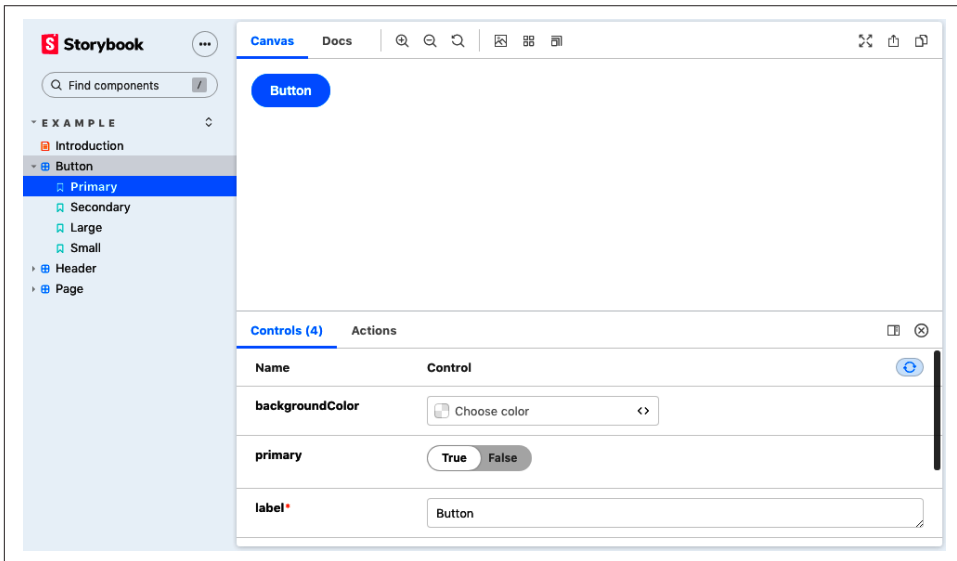 S Storybook
Find components /
EXAMPLE
Introduction
Button
Primary
Secondary
Large
Small
Header
Page
Canvas Docs
Button
Controls (4) Actions
Name Control
backgroundColor Choose color
primary True False
label* Button